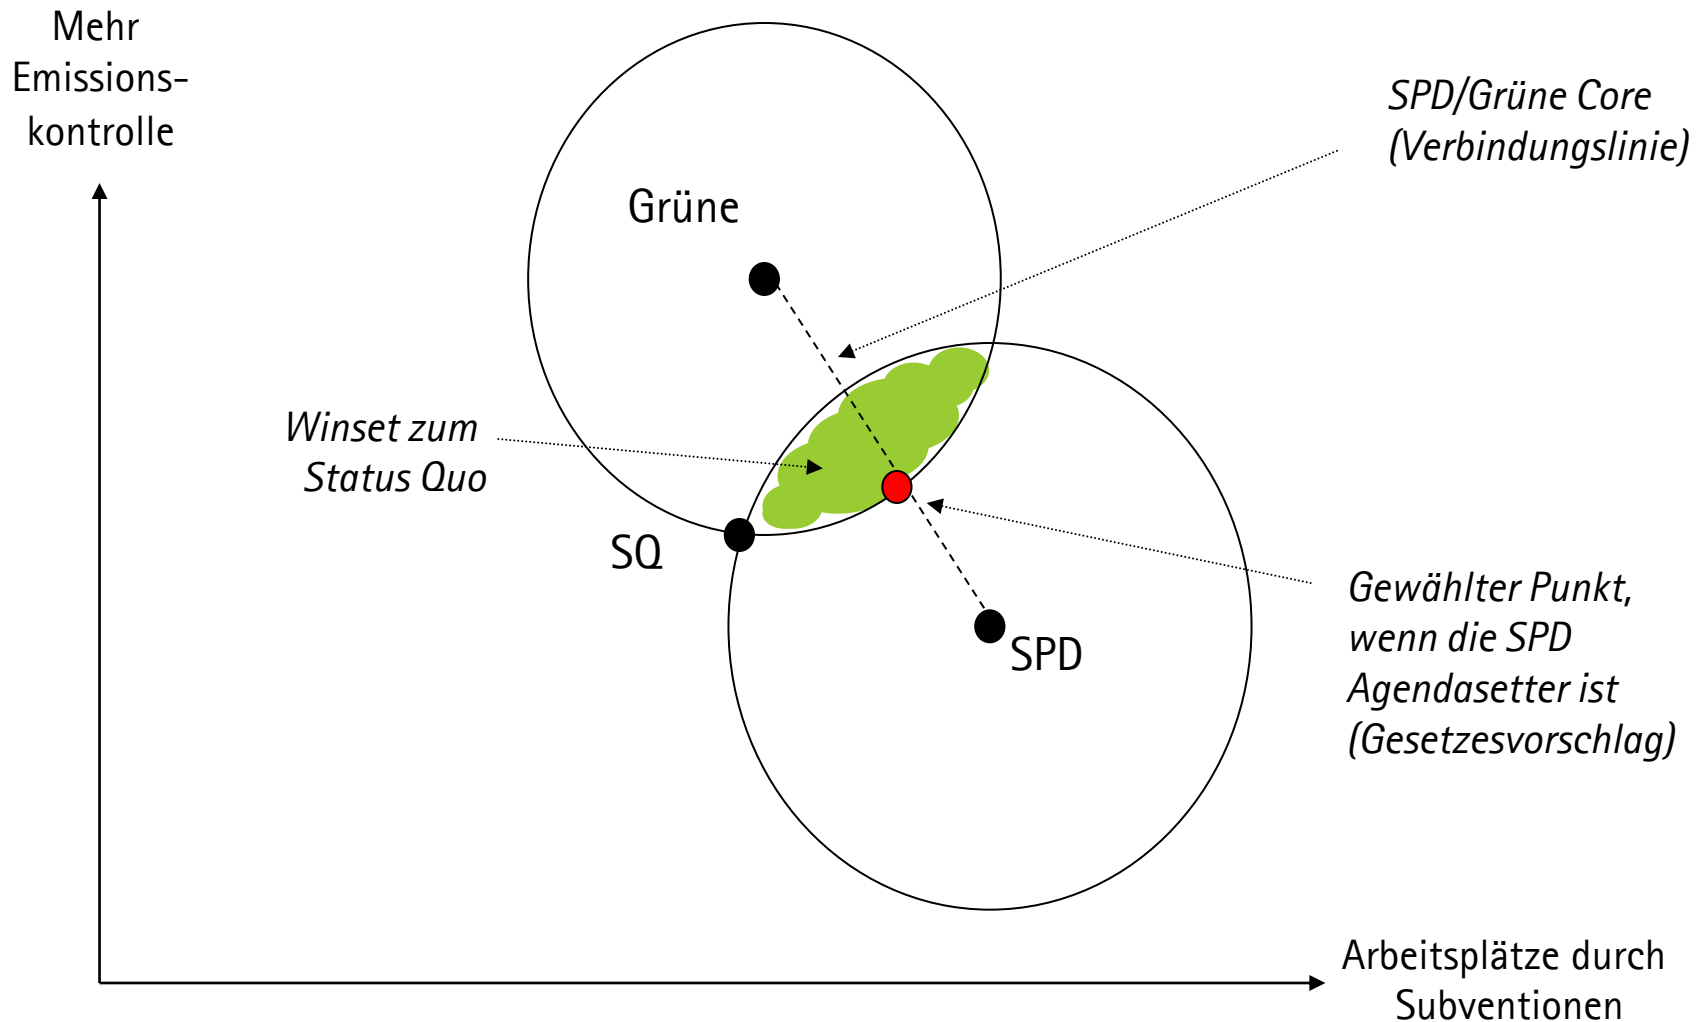 Mehr
Emissions-
kontrolle
SPD/Grüne Core
(Verbindungslinie)
Grüne
Winset zum
Status Quo
SQ
SPD
Gewählter Punkt,
wenn die SPD
Agendasetter ist
(Gesetzesvorschlag)
Arbeitsplätze durch
Subventionen